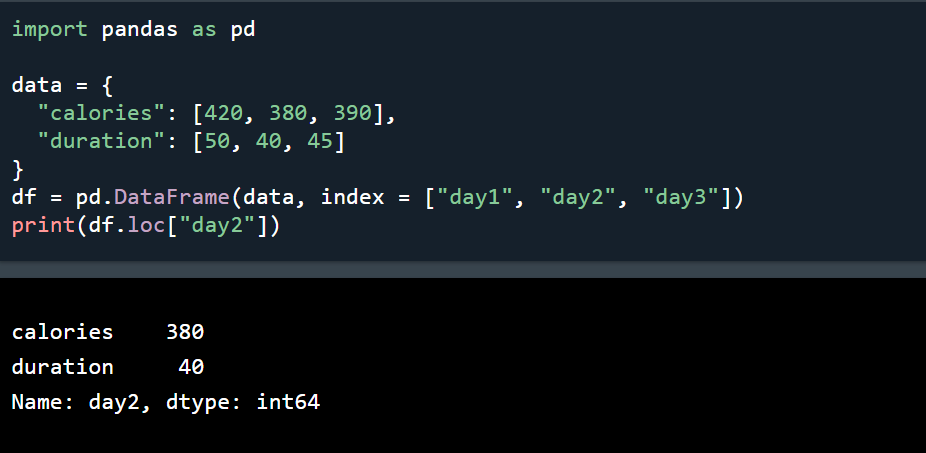 import pandas as pd
data = {
  "calories": [420, 380, 390],
  "duration": [50, 40, 45]
}
df = pd.DataFrame(data, index = ["day1", "day2", "day3"])
print(df.loc["day2"])
calories    380
duration     40
Name: day2, dtype: int64